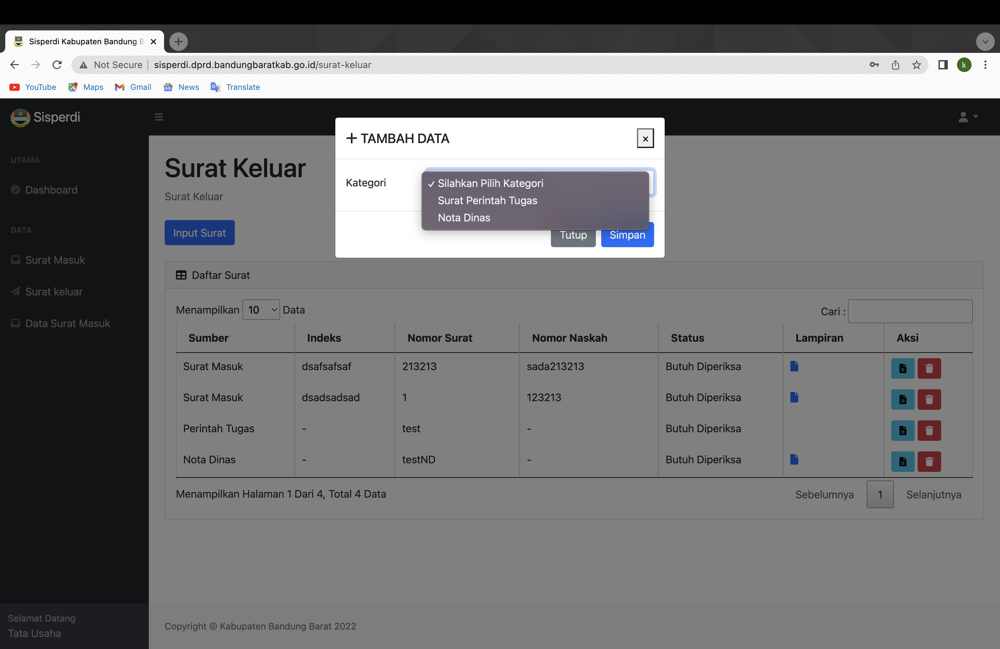 Sisperdi Kabupaten Bandung B
Not Secure
sisperdi.dprd.bandungbaratkab.go.id/surat-keluar
k
YouTube
Maps
Gmail
News
Translate
Sisperdi
UTAMA
Dashboard
DATA
Surat Masuk
Surat keluar
Data Surat Masuk
Selamat Datang
Tata Usaha
TAMBAH DATA
Kategori
Silahkan Pilih Kategori
Surat Perintah Tugas
Nota Dinas
Tutup Simpan
Surat Keluar
Surat Keluar
Input Surat
Daftar Surat
Menampilkan 10 Data
Cari :
Sumber Indeks Nomor Surat Nomor Naskah Status Lampiran Aksi
Surat Masuk dsafsafsaf 213213 sada213213 Butuh Diperiksa
Surat Masuk dsadsadsad 1 123213 Butuh Diperiksa
Perintah Tugas - test - Butuh Diperiksa
Nota Dinas - testND - Butuh Diperiksa
Menampilkan Halaman 1 Dari 4, Total 4 Data
Sebelumnya 1 Selanjutnya
Copyright © Kabupaten Bandung Barat 2022